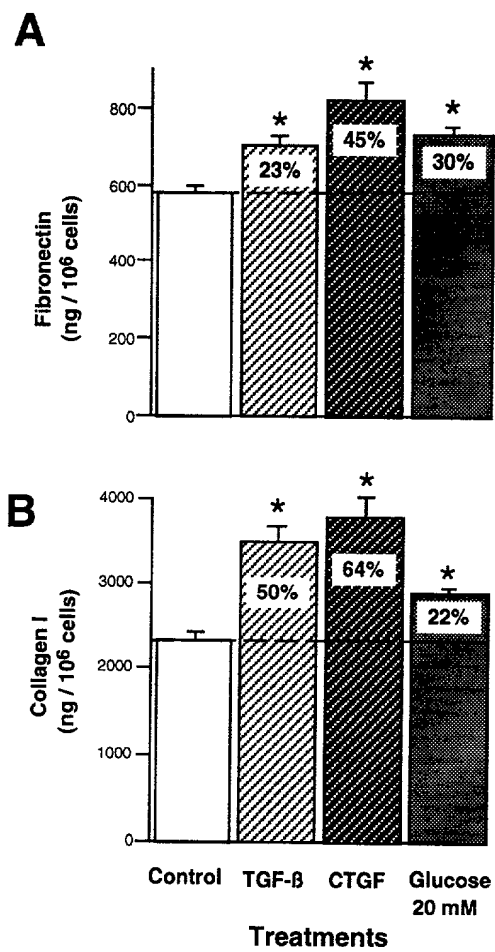 A
Fibronectin
(ng / 10⁶ cells)
800
600
400
200
0
*
*
*
23%
45%
30%
B
Collagen I
(ng / 10⁶ cells)
4000
3000
2000
1000
0
*
*
*
50%
64%
22%
Control TGF-ß CTGF Glucose
20 mM
Treatments